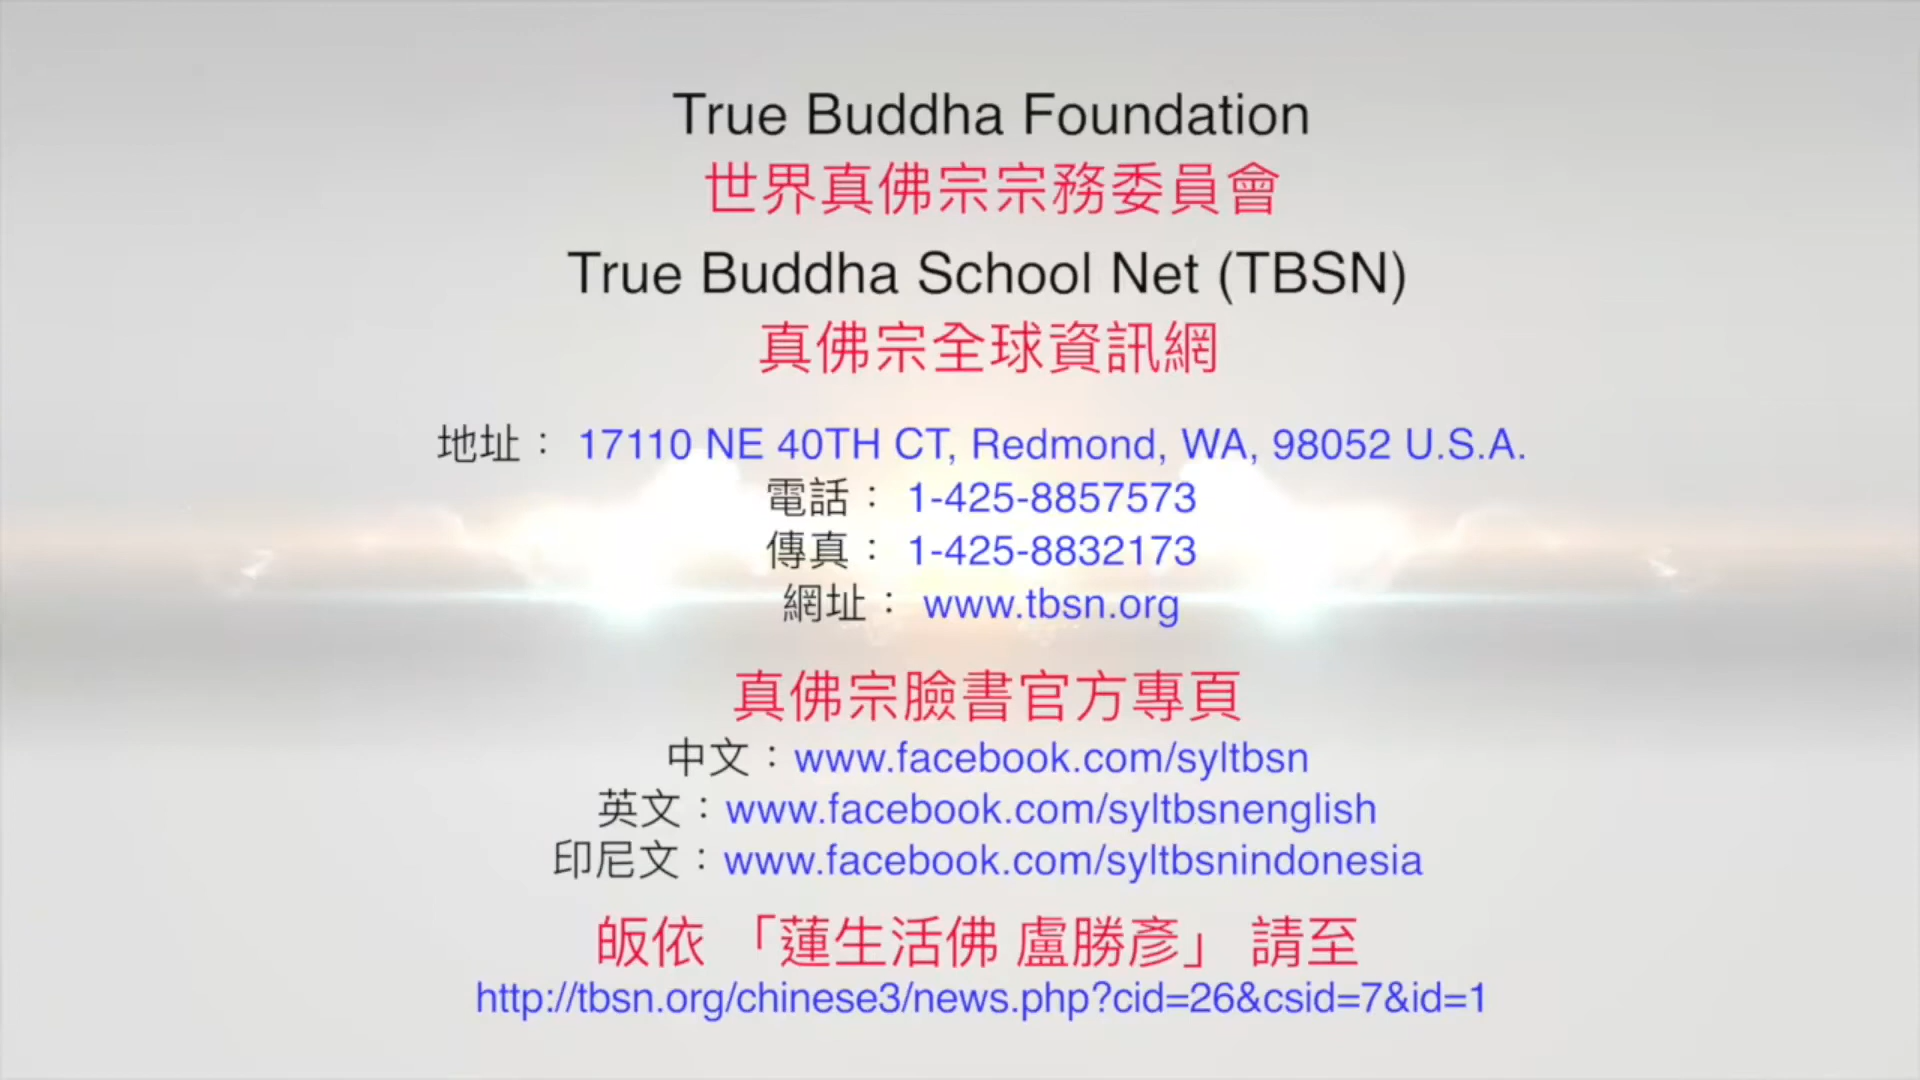 True Buddha Foundation
世界真佛宗宗務委員會
True Buddha School Net (TBSN)
真佛宗全球資訊網
地址： 17110 NE 40TH CT, Redmond, WA, 98052 U.S.A.
電話： 1-425-8857573
傳真： 1-425-8832173
網址： www.tbsn.org
真佛宗臉書官方專頁
中文：www.facebook.com/syltbsn
英文：www.facebook.com/syltbsnenglish
印尼文：www.facebook.com/syltbsnindonesia
皈依 「蓮生活佛 盧勝彥」 請至
http://tbsn.org/chinese3/news.php?cid=26&csid=7&id=1